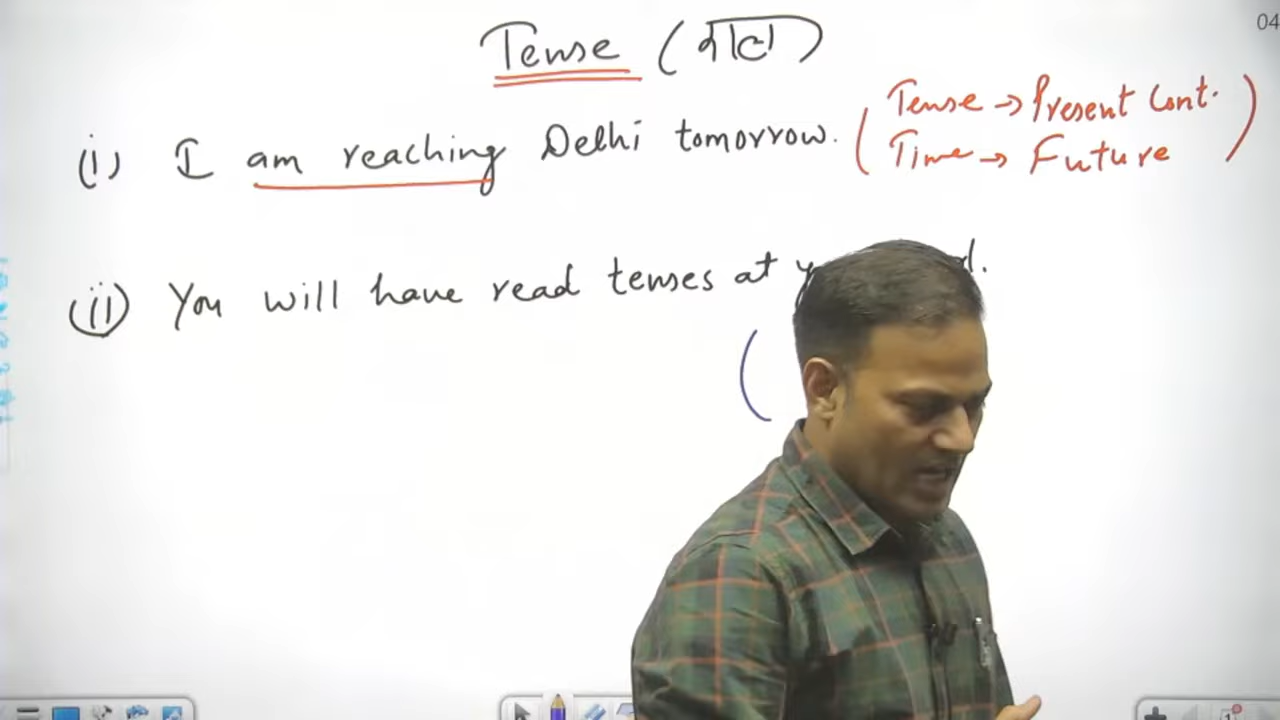 04
Tense (
Tense → Present Cont.
(i) I am reaching Delhi tomorrow.
Time → Future
(ii) You will have read tenses at
(